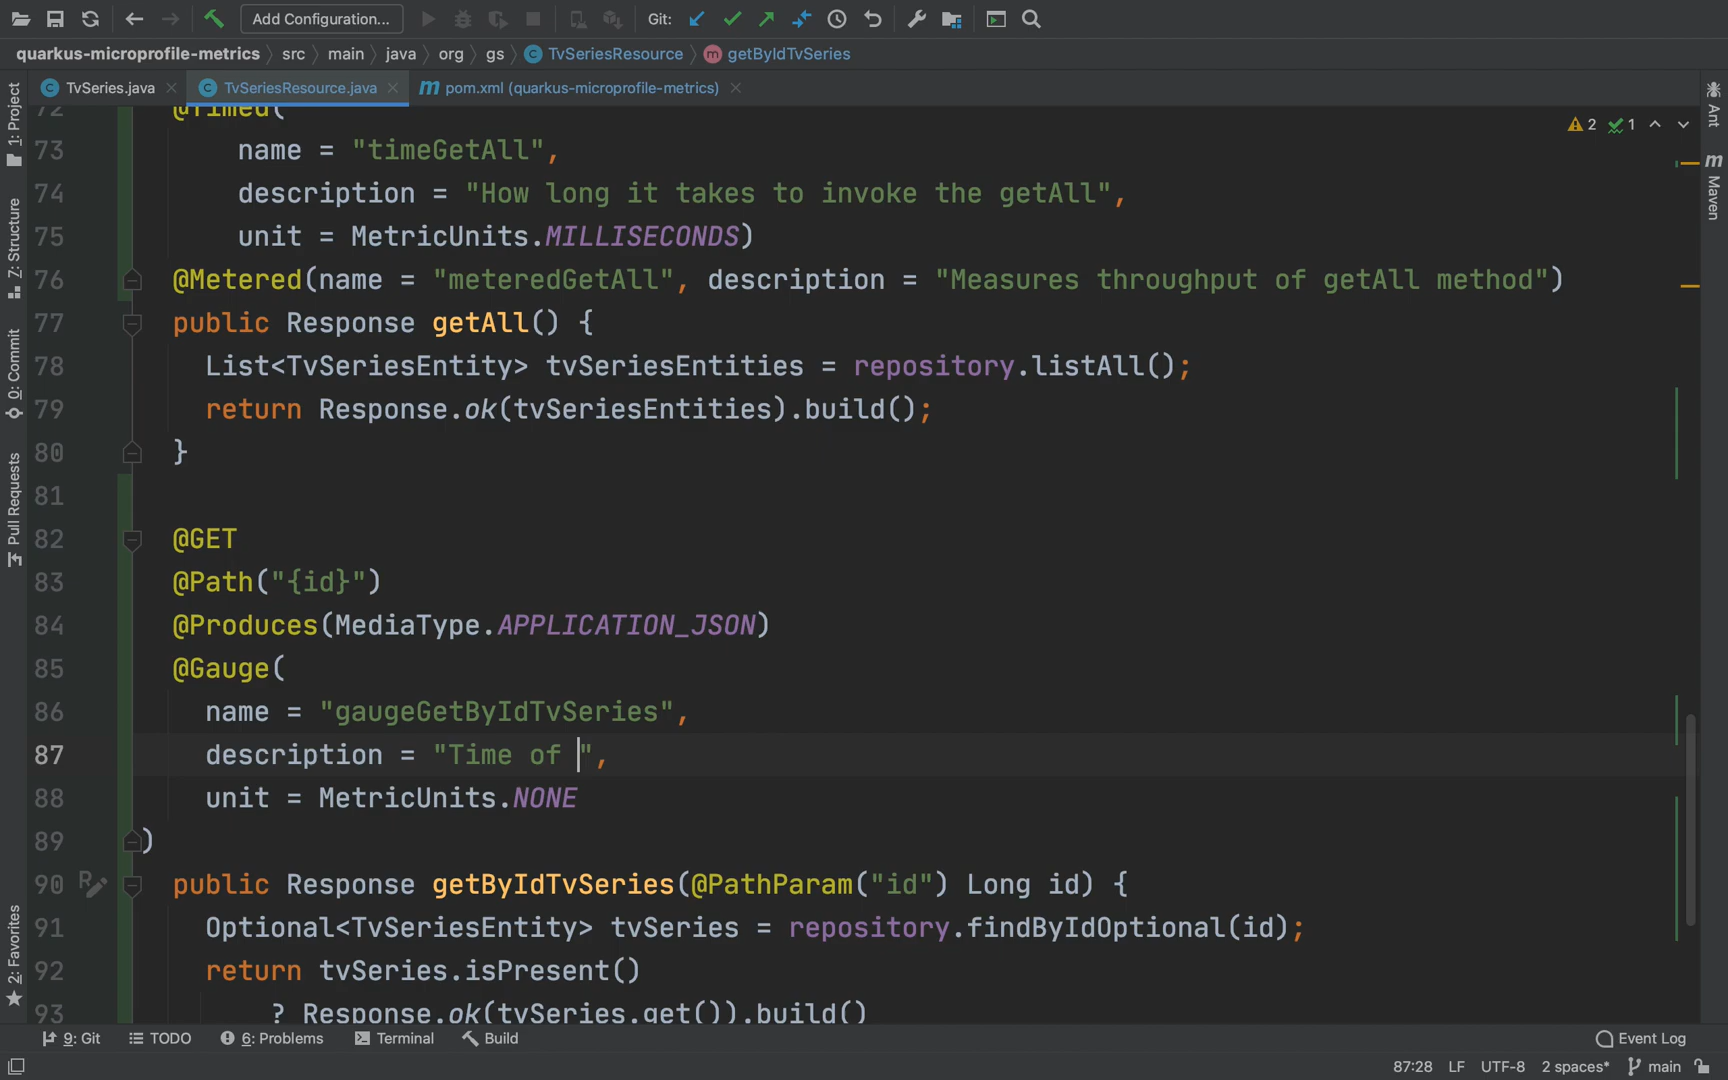 Add Configuration...
Git:
quarkus-microprofile-metrics
src
main
java
org
gs
TvSeriesResource
getByIdTvSeries
TvSeries.java
TvSeriesResource.java
pom.xml (quarkus-microprofile-metrics)
1: Project
7: Structure
0: Commit
Pull Requests
2: Favorites
Ant
Maven
2
1
72 @Timed(
73 name = "timeGetAll",
74 description = "How long it takes to invoke the getAll",
75 unit = MetricUnits.MILLISECONDS)
76 @Metered(name = "meteredGetAll", description = "Measures throughput of getAll method")
77 public Response getAll() {
78 List<TvSeriesEntity> tvSeriesEntities = repository.listAll();
79 return Response.ok(tvSeriesEntities).build();
80 }
81
82 @GET
83 @Path("{id}")
84 @Produces(MediaType.APPLICATION_JSON)
85 @Gauge(
86 name = "gaugeGetByIdTvSeries",
87 description = "Time of ",
88 unit = MetricUnits.NONE
89 )
90 public Response getByIdTvSeries(@PathParam("id") Long id) {
91 Optional<TvSeriesEntity> tvSeries = repository.findByIdOptional(id);
92 return tvSeries.isPresent()
93 ? Response.ok(tvSeries.get()).build()
9: Git
TODO
6: Problems
Terminal
Build
Event Log
87:28
LF
UTF-8
2 spaces*
main